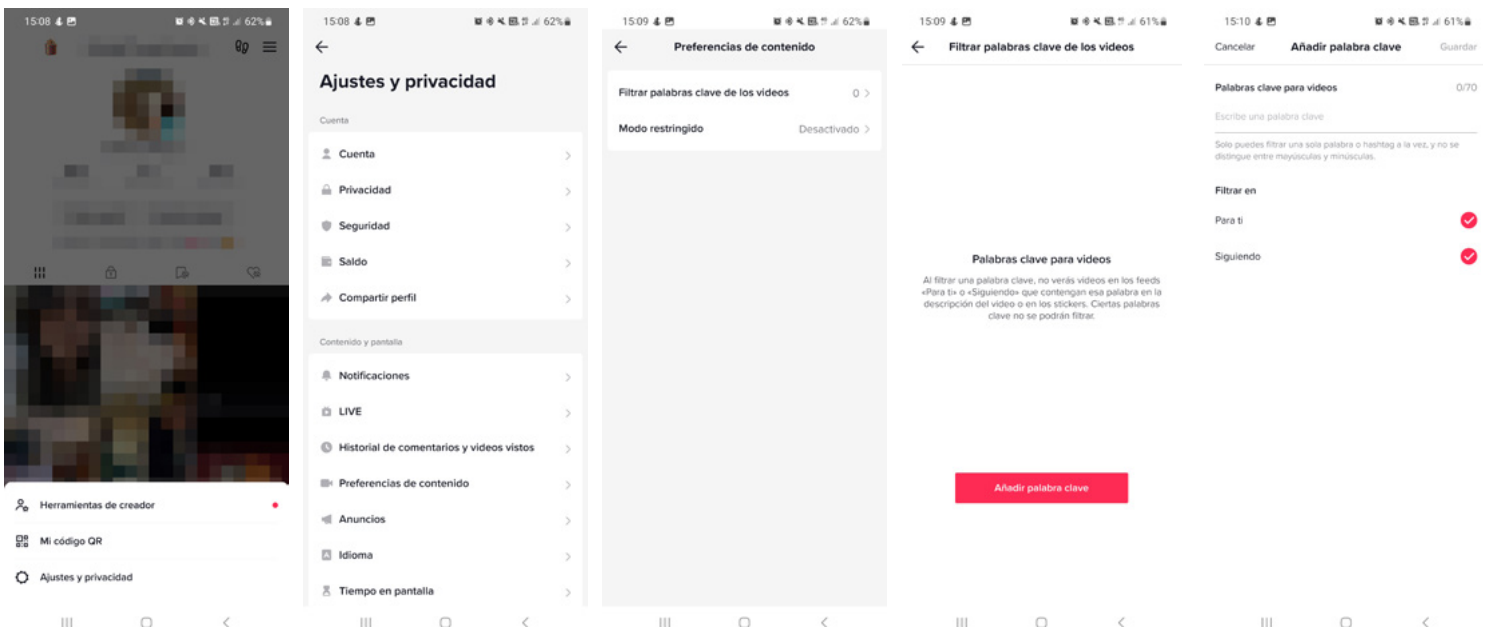 15:08
62%
Herramientas de creador
Mi código QR
Ajustes y privacidad
15:08
62%
Ajustes y privacidad
Cuenta
Cuenta
Privacidad
Seguridad
Saldo
Compartir perfil
Contenido y pantalla
Notificaciones
LIVE
Historial de comentarios y videos vistos
Preferencias de contenido
Anuncios
Idioma
Tiempo en pantalla
15:09
62%
Preferencias de contenido
Filtrar palabras clave de los videos 0
Modo restringido Desactivado
15:09
61%
Filtrar palabras clave de los videos
Palabras clave para videos
Al filtrar una palabra clave, no verás videos en los feeds
«Para ti» o «Siguiendo» que contengan esa palabra en la
descripción del video o en los stickers. Ciertas palabras
clave no se podrán filtrar.
Añadir palabra clave
15:10
61%
Cancelar Añadir palabra clave Guardar
Palabras clave para videos 0/70
Escribe una palabra clave
Solo puedes filtrar una sola palabra o hashtag a la vez, y no se
distingue entre mayúsculas y minúsculas.
Filtrar en
Para ti
Siguiendo